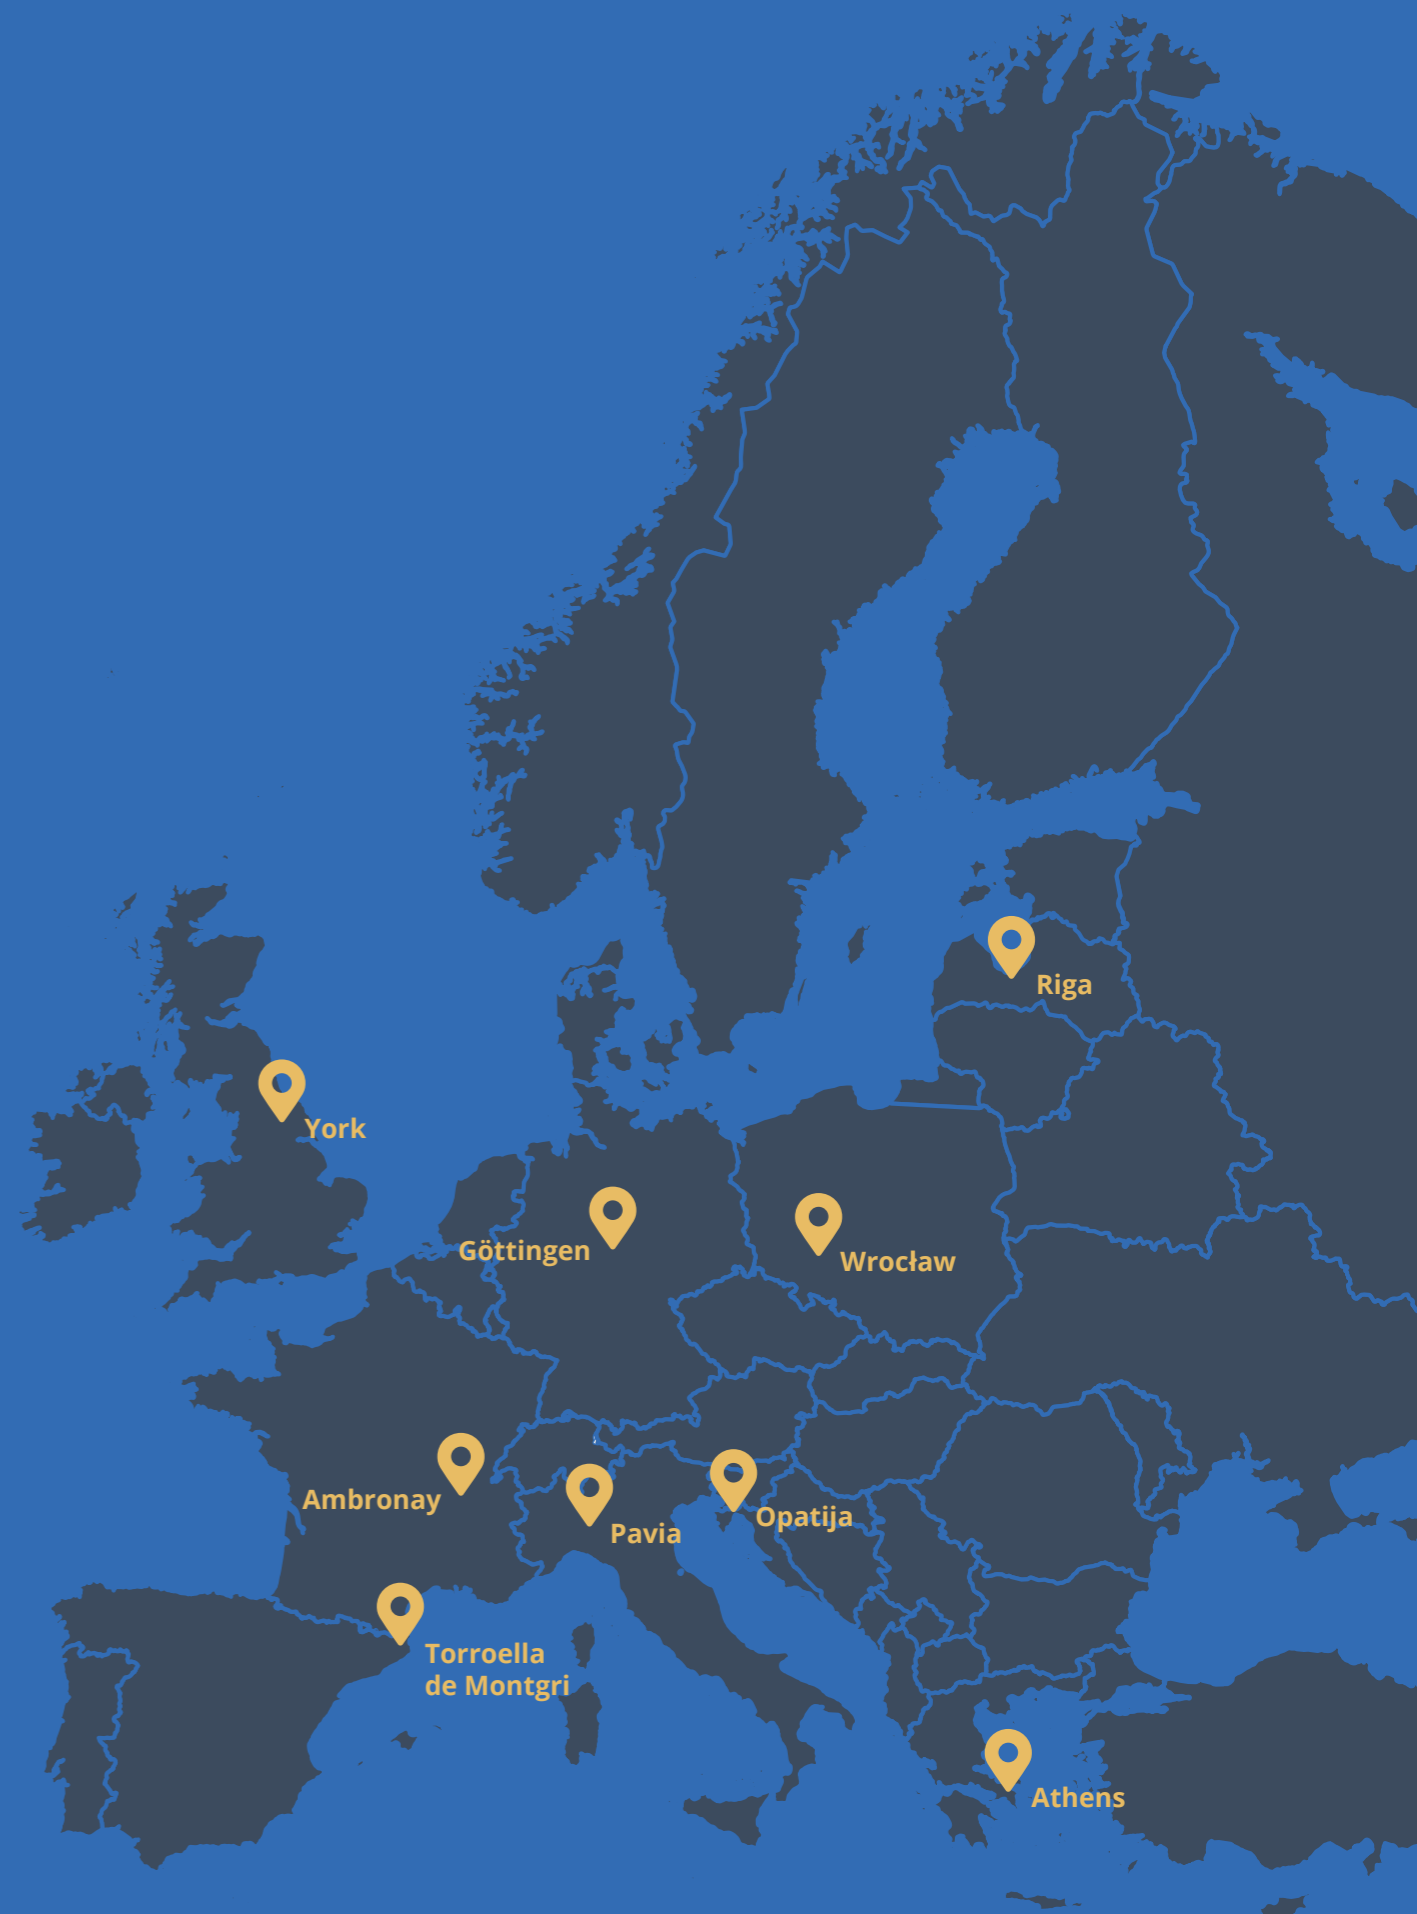 Riga
York
Göttingen
Wrocław
Ambronay
Opatija
Pavia
Torroella
de Montgri
Athens